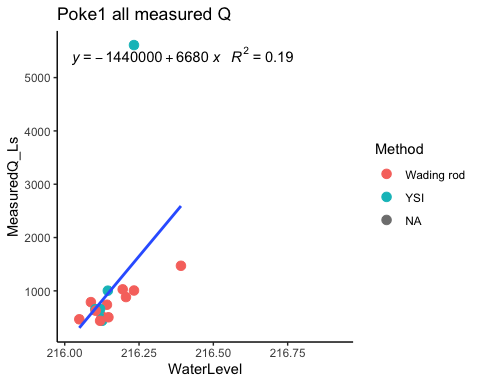 Poke1 all measured Q
y = − 1440000 + 6680 x   R² = 0.19
5000
4000
3000
2000
1000
MeasuredQ_Ls
216.00 216.25 216.50 216.75
WaterLevel
Method
Wading rod
YSI
NA